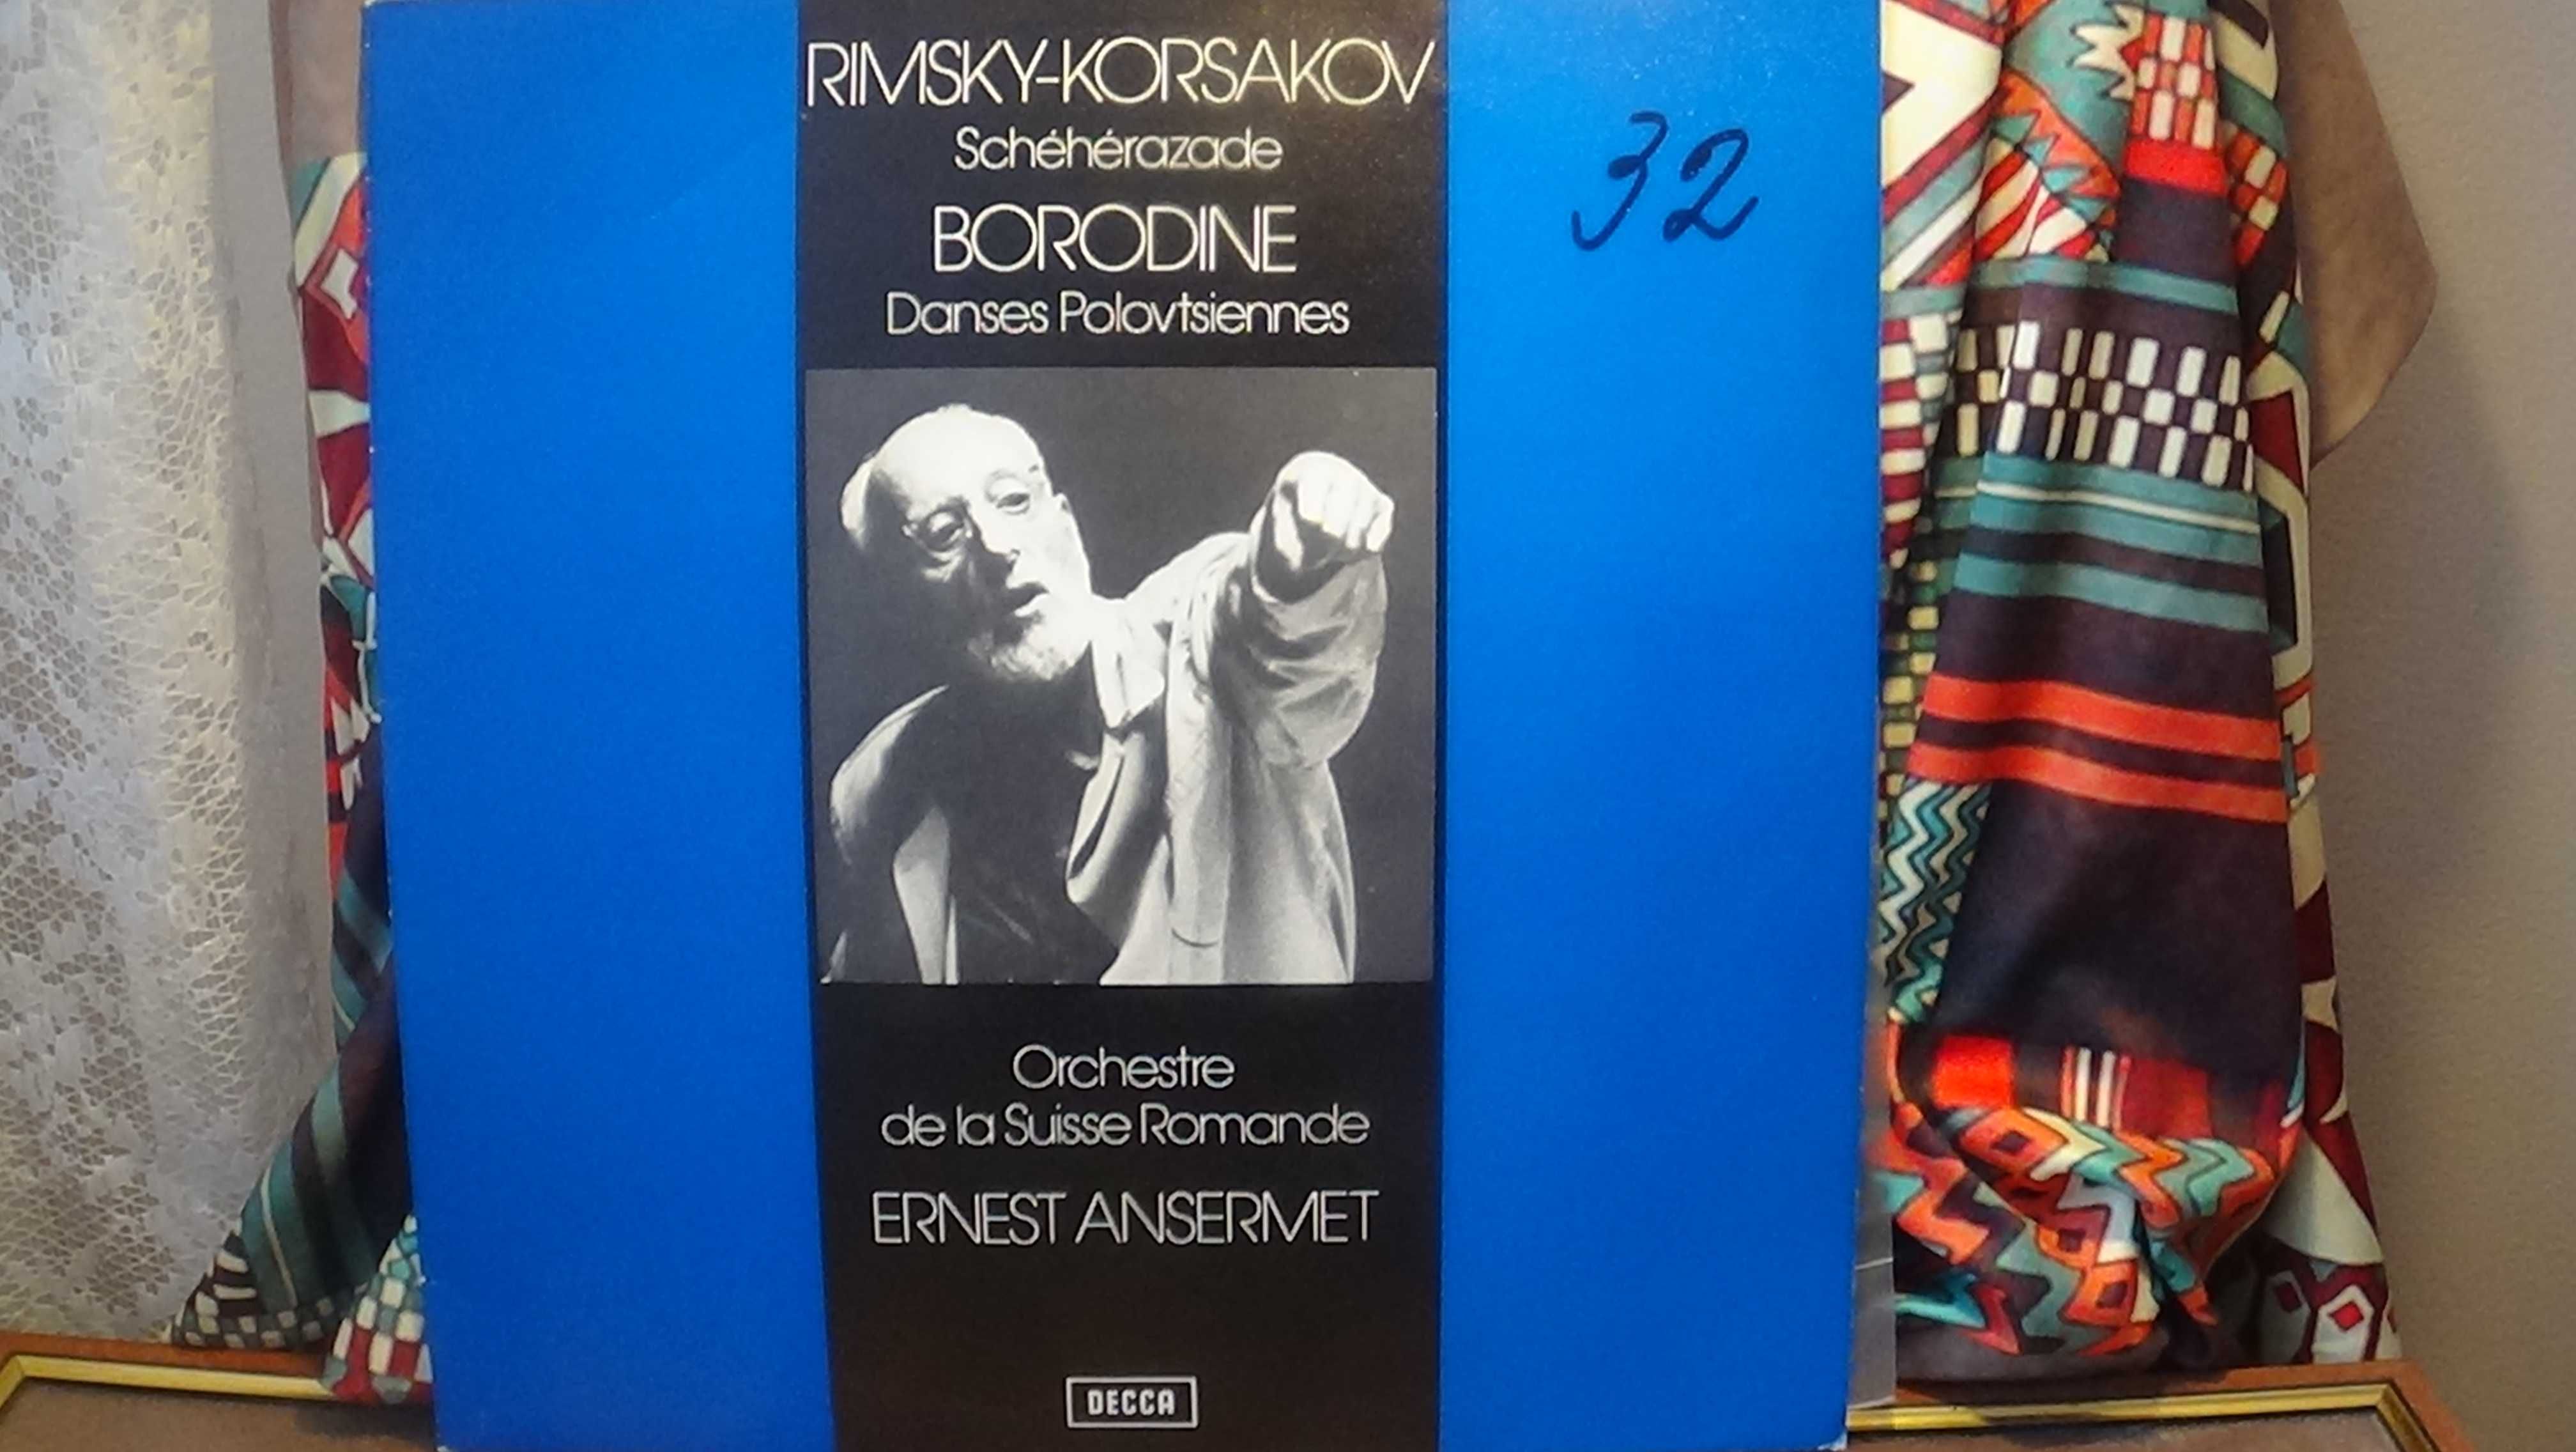 RIMSKY-KORSAKOV
Schéhérazade
BORODINE
Danses Polovtsiennes
32
Orchestre
de la Suisse Romande
ERNEST ANSERMET
DECCA